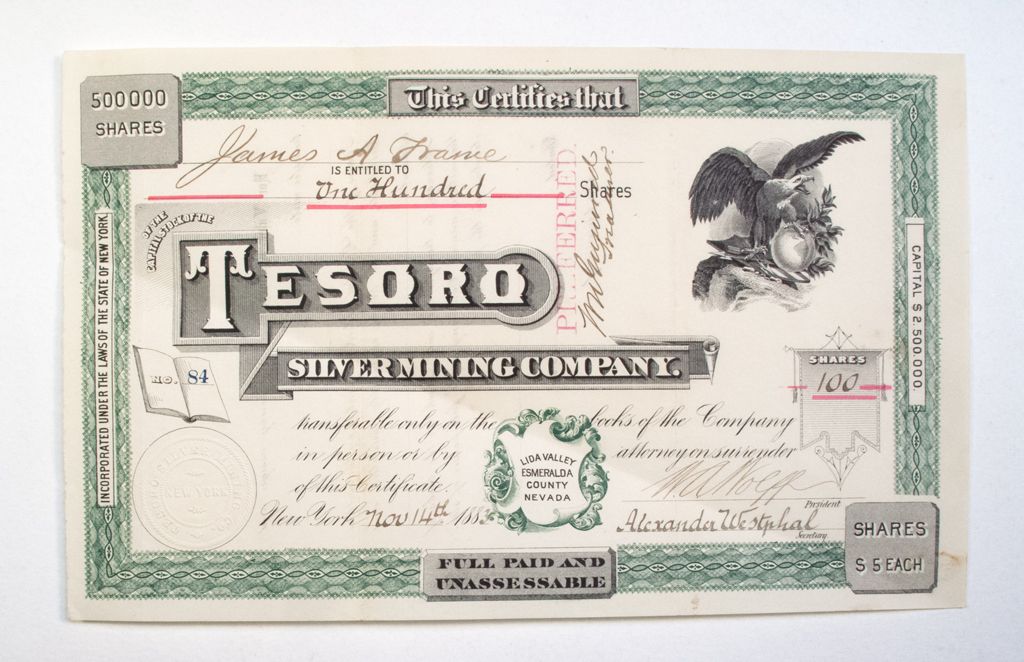 This Certifies that
500000
SHARES
James A Frame
IS ENTITLED TO
One Hundred Shares
PREFERRED
Treasurer
OF THE
CAPITAL STOCK OF THE
TESORO
SILVER MINING COMPANY.
NO. 84
SHARES
100
transferable only on the books of the Company
in person or by attorney on surrender
of this Certificate.
LIDA VALLEY
ESMERALDA
COUNTY
NEVADA
NEW YORK
New York Nov 14th 188
President
Alexander Westphal
Secretary.
INCORPORATED UNDER THE LAWS OF THE STATE OF NEW YORK
CAPITAL $2,500,000
SHARES
$5 EACH
FULL PAID AND
UNASSESSABLE